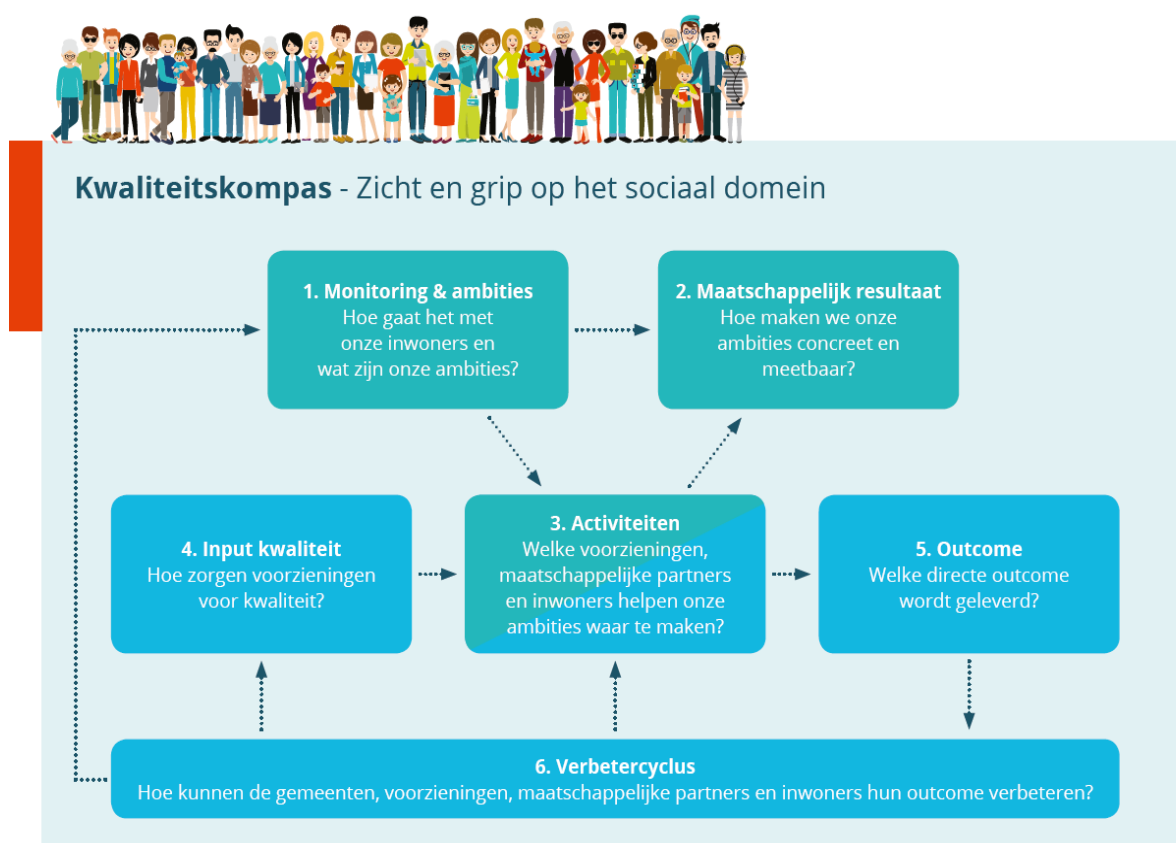 Kwaliteitskompas - Zicht en grip op het sociaal domein
1. Monitoring & ambities
Hoe gaat het met
onze inwoners en
wat zijn onze ambities?
2. Maatschappelijk resultaat
Hoe maken we onze
ambities concreet en
meetbaar?
4. Input kwaliteit
Hoe zorgen voorzieningen
voor kwaliteit?
3. Activiteiten
Welke voorzieningen,
maatschappelijke partners
en inwoners helpen onze
ambities waar te maken?
5. Outcome
Welke directe outcome
wordt geleverd?
6. Verbetercyclus
Hoe kunnen de gemeenten, voorzieningen, maatschappelijke partners en inwoners hun outcome verbeteren?